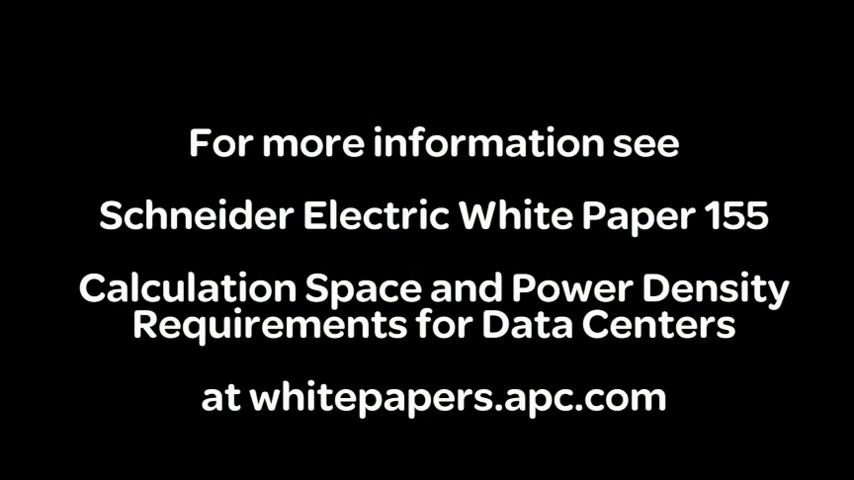 For more information see
Schneider Electric White Paper 155
Calculation Space and Power Density
Requirements for Data Centers
at whitepapers.apc.com